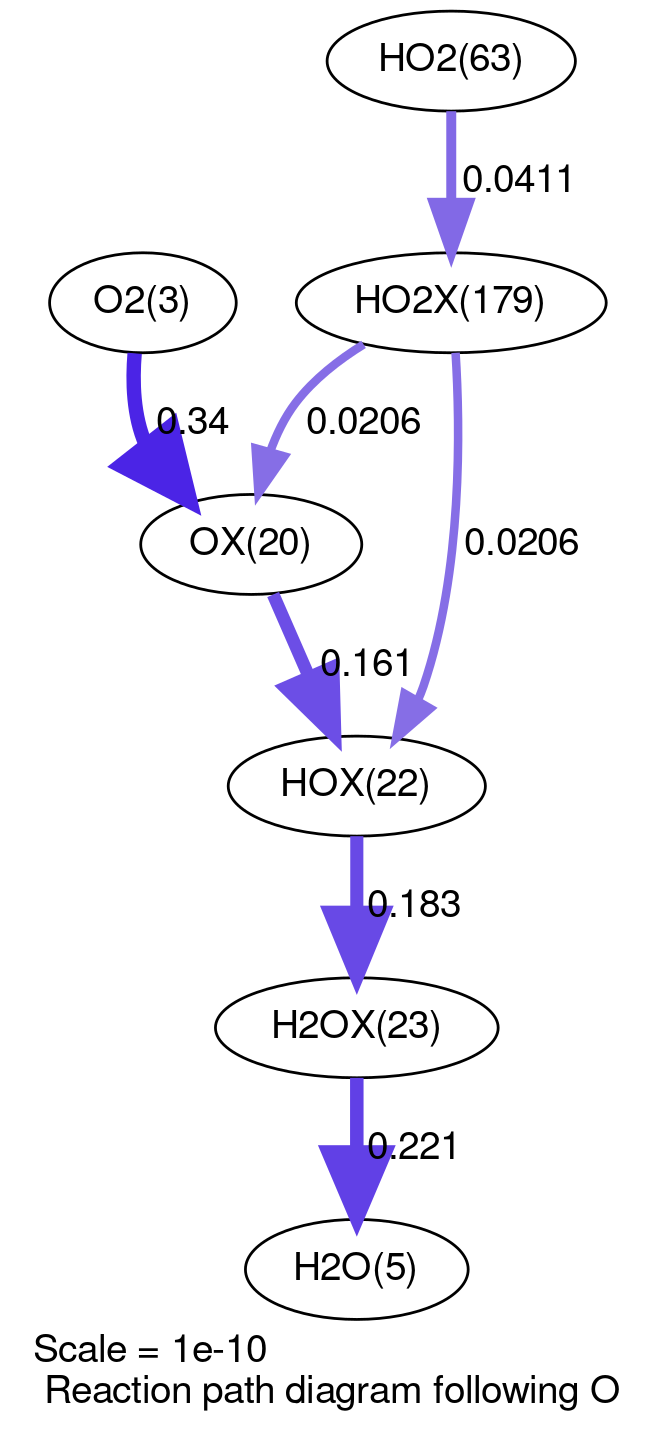 HO2(63)
0.0411
O2(3)
HO2X(179)
0.34
0.0206
OX(20)
0.0206
0.161
HOX(22)
0.183
H2OX(23)
0.221
H2O(5)
Scale = 1e-10
Reaction path diagram following O